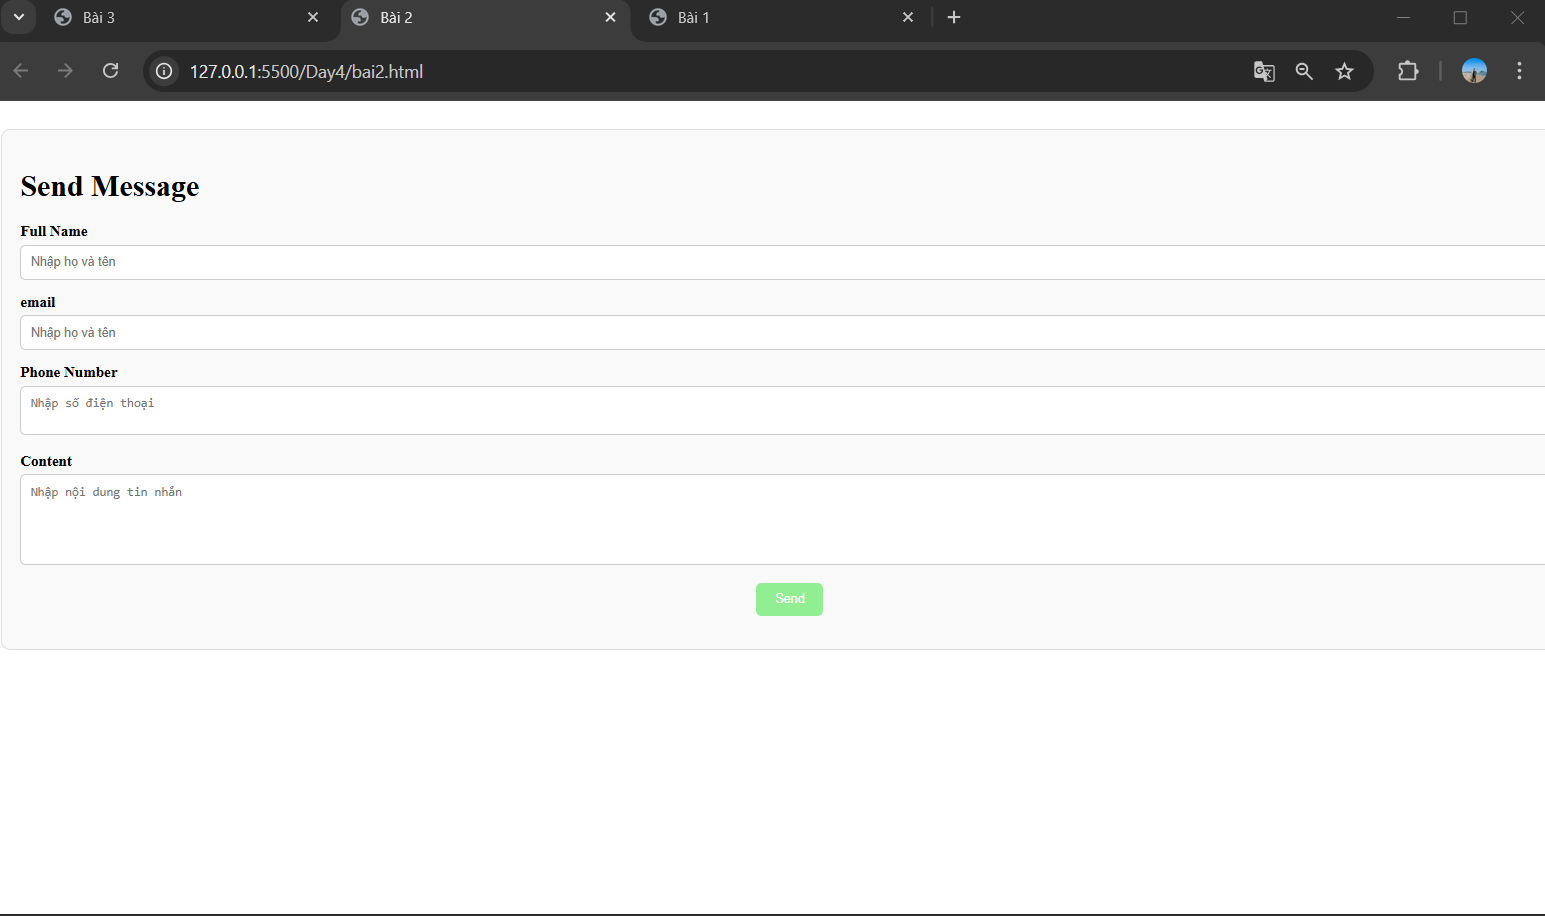 Bài 3
Bài 2
Bài 1
127.0.0.1:5500/Day4/bai2.html
Send Message
Full Name
Nhập họ và tên
email
Nhập họ và tên
Phone Number
Nhập số điện thoại
Content
Nhập nội dung tin nhắn
Send